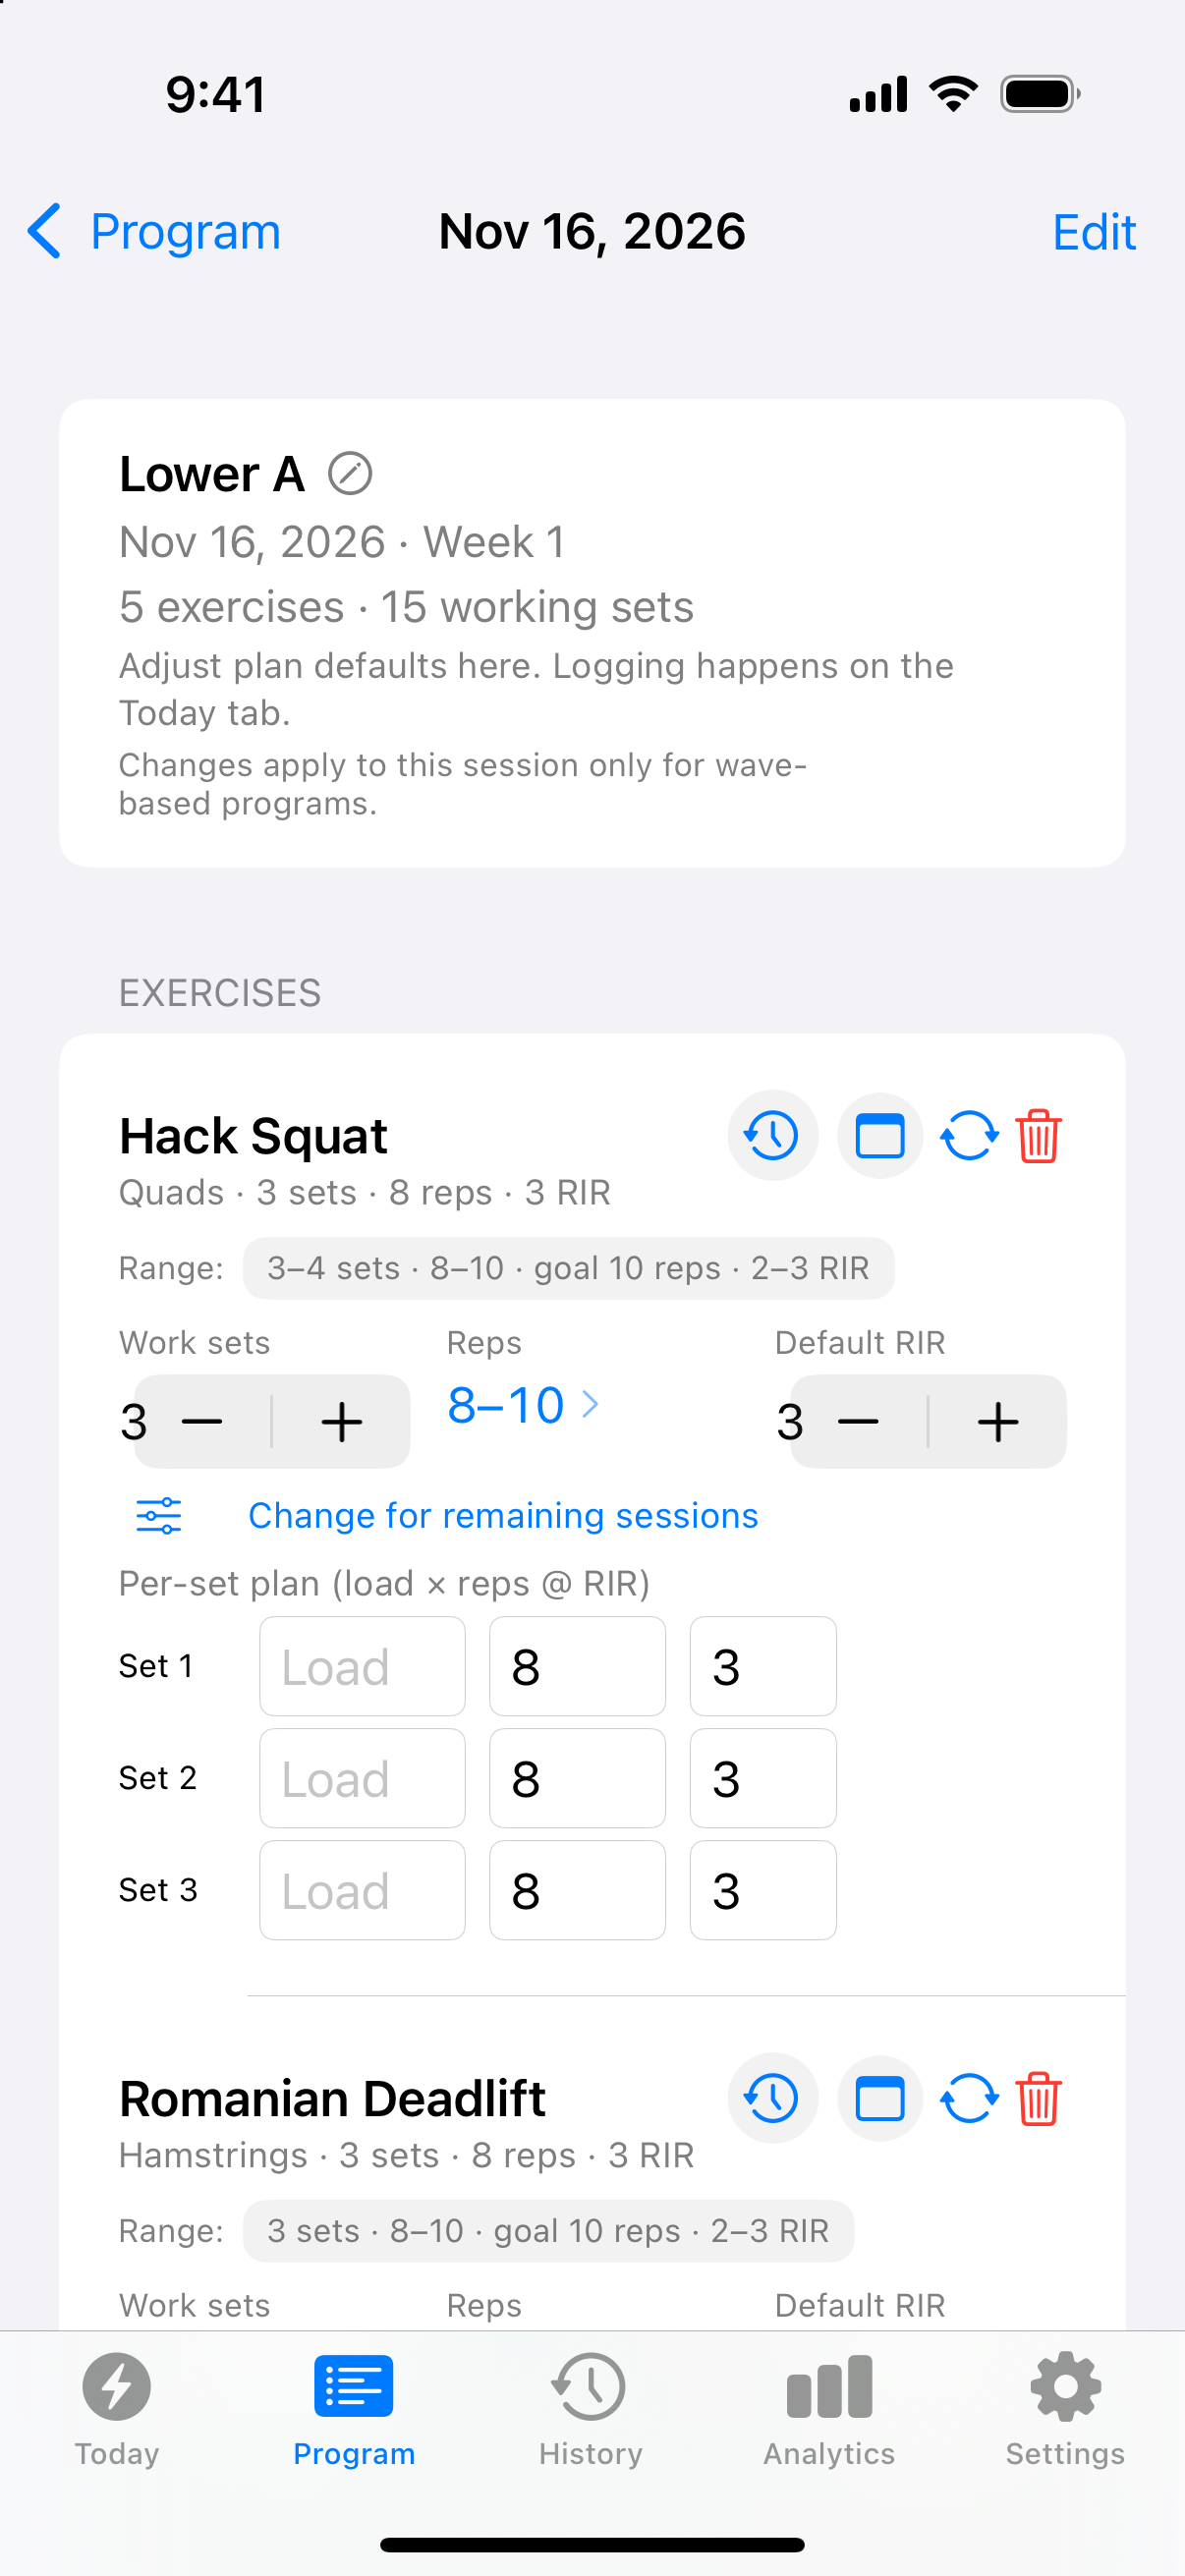 9:41
Program
Nov 16, 2026
Edit
Lower A
Nov 16, 2026 · Week 1
5 exercises · 15 working sets
Adjust plan defaults here. Logging happens on the
Today tab.
Changes apply to this session only for wave-
based programs.
EXERCISES
Hack Squat
Quads · 3 sets · 8 reps · 3 RIR
Range: 3–4 sets · 8–10 · goal 10 reps · 2–3 RIR
Work sets Reps Default RIR
3 8–10 3
Change for remaining sessions
Per-set plan (load × reps @ RIR)
Set 1 Load 8 3
Set 2 Load 8 3
Set 3 Load 8 3
Romanian Deadlift
Hamstrings · 3 sets · 8 reps · 3 RIR
Range: 3 sets · 8–10 · goal 10 reps · 2–3 RIR
Work sets Reps Default RIR
Today Program History Analytics Settings